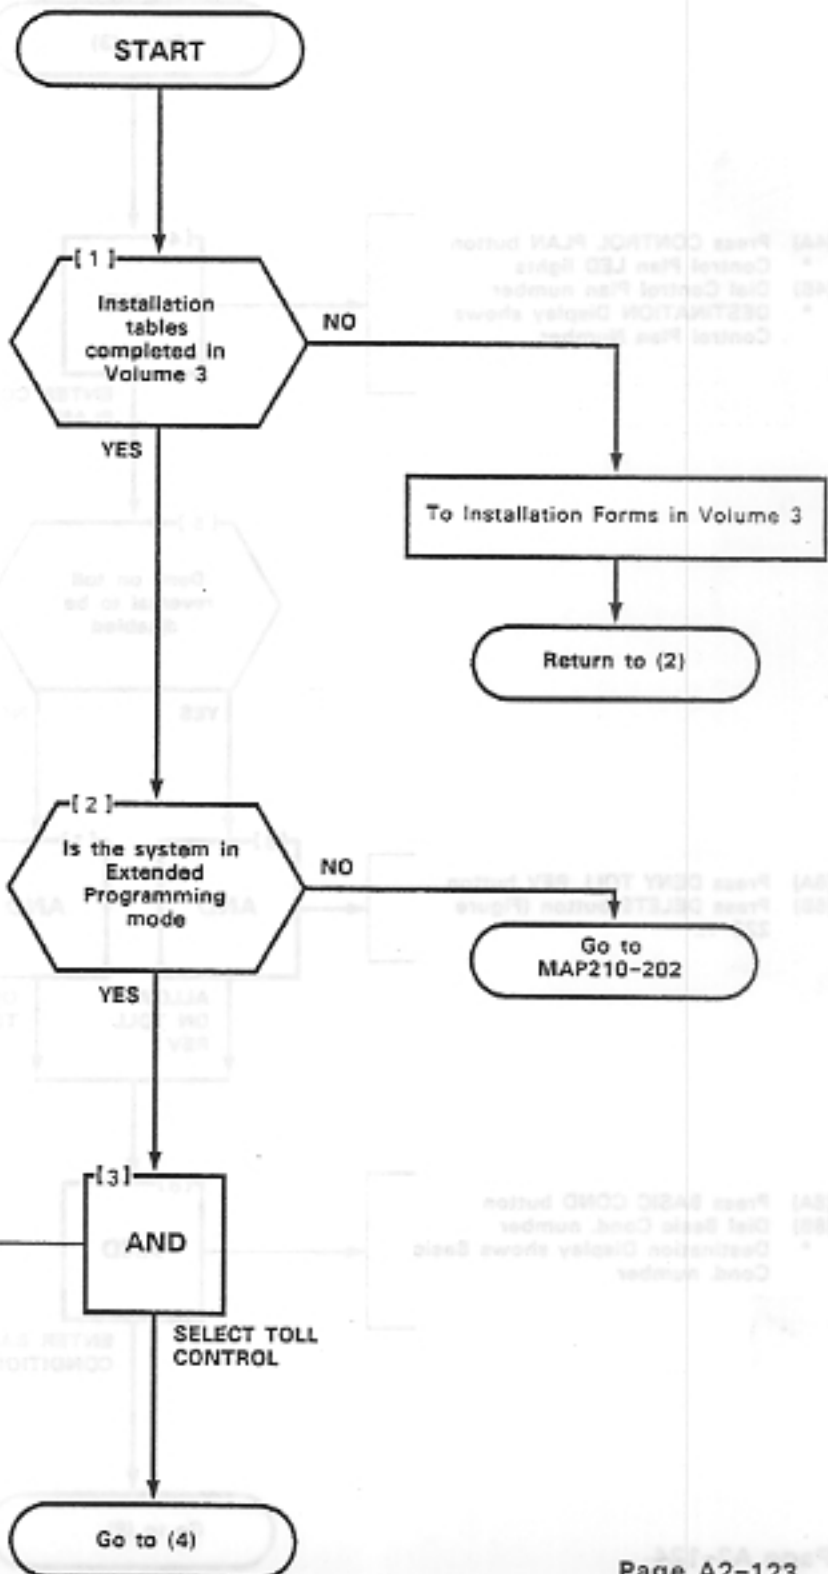 START
[1]
Installation
tables
completed in
Volume 3
NO
YES
To Installation Forms in Volume 3
Return to (2)
[2]
Is the system in
Extended
Programming
mode
NO
YES
Go to
MAP210-202
[3]
AND
SELECT TOLL
CONTROL
Go to (4)
Page A2-123